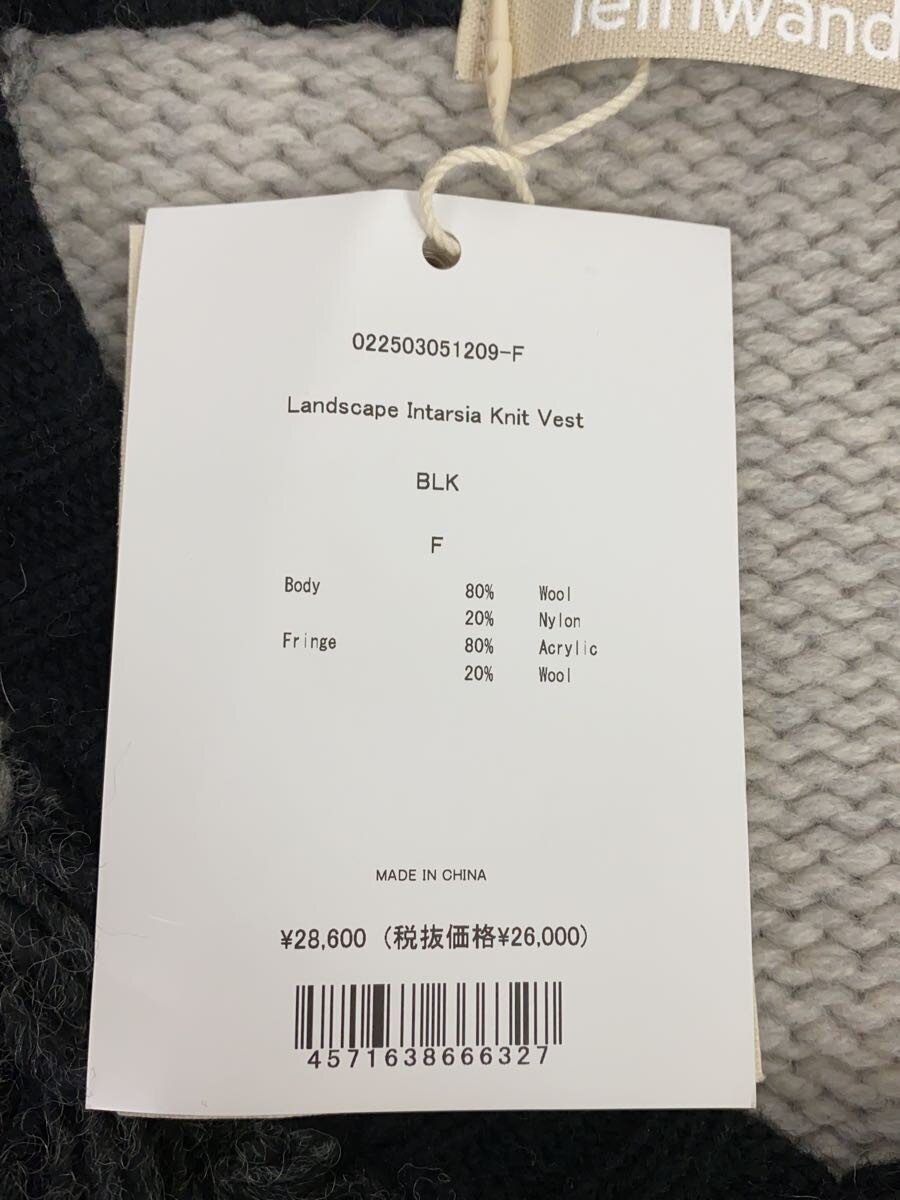 leinwand
022503051209-F
Landscape Intarsia Knit Vest
BLK
F
Body 80% Wool
20% Nylon
Fringe 80% Acrylic
20% Wool
MADE IN CHINA
¥28,600 (税抜価格¥26,000)
4571638666327